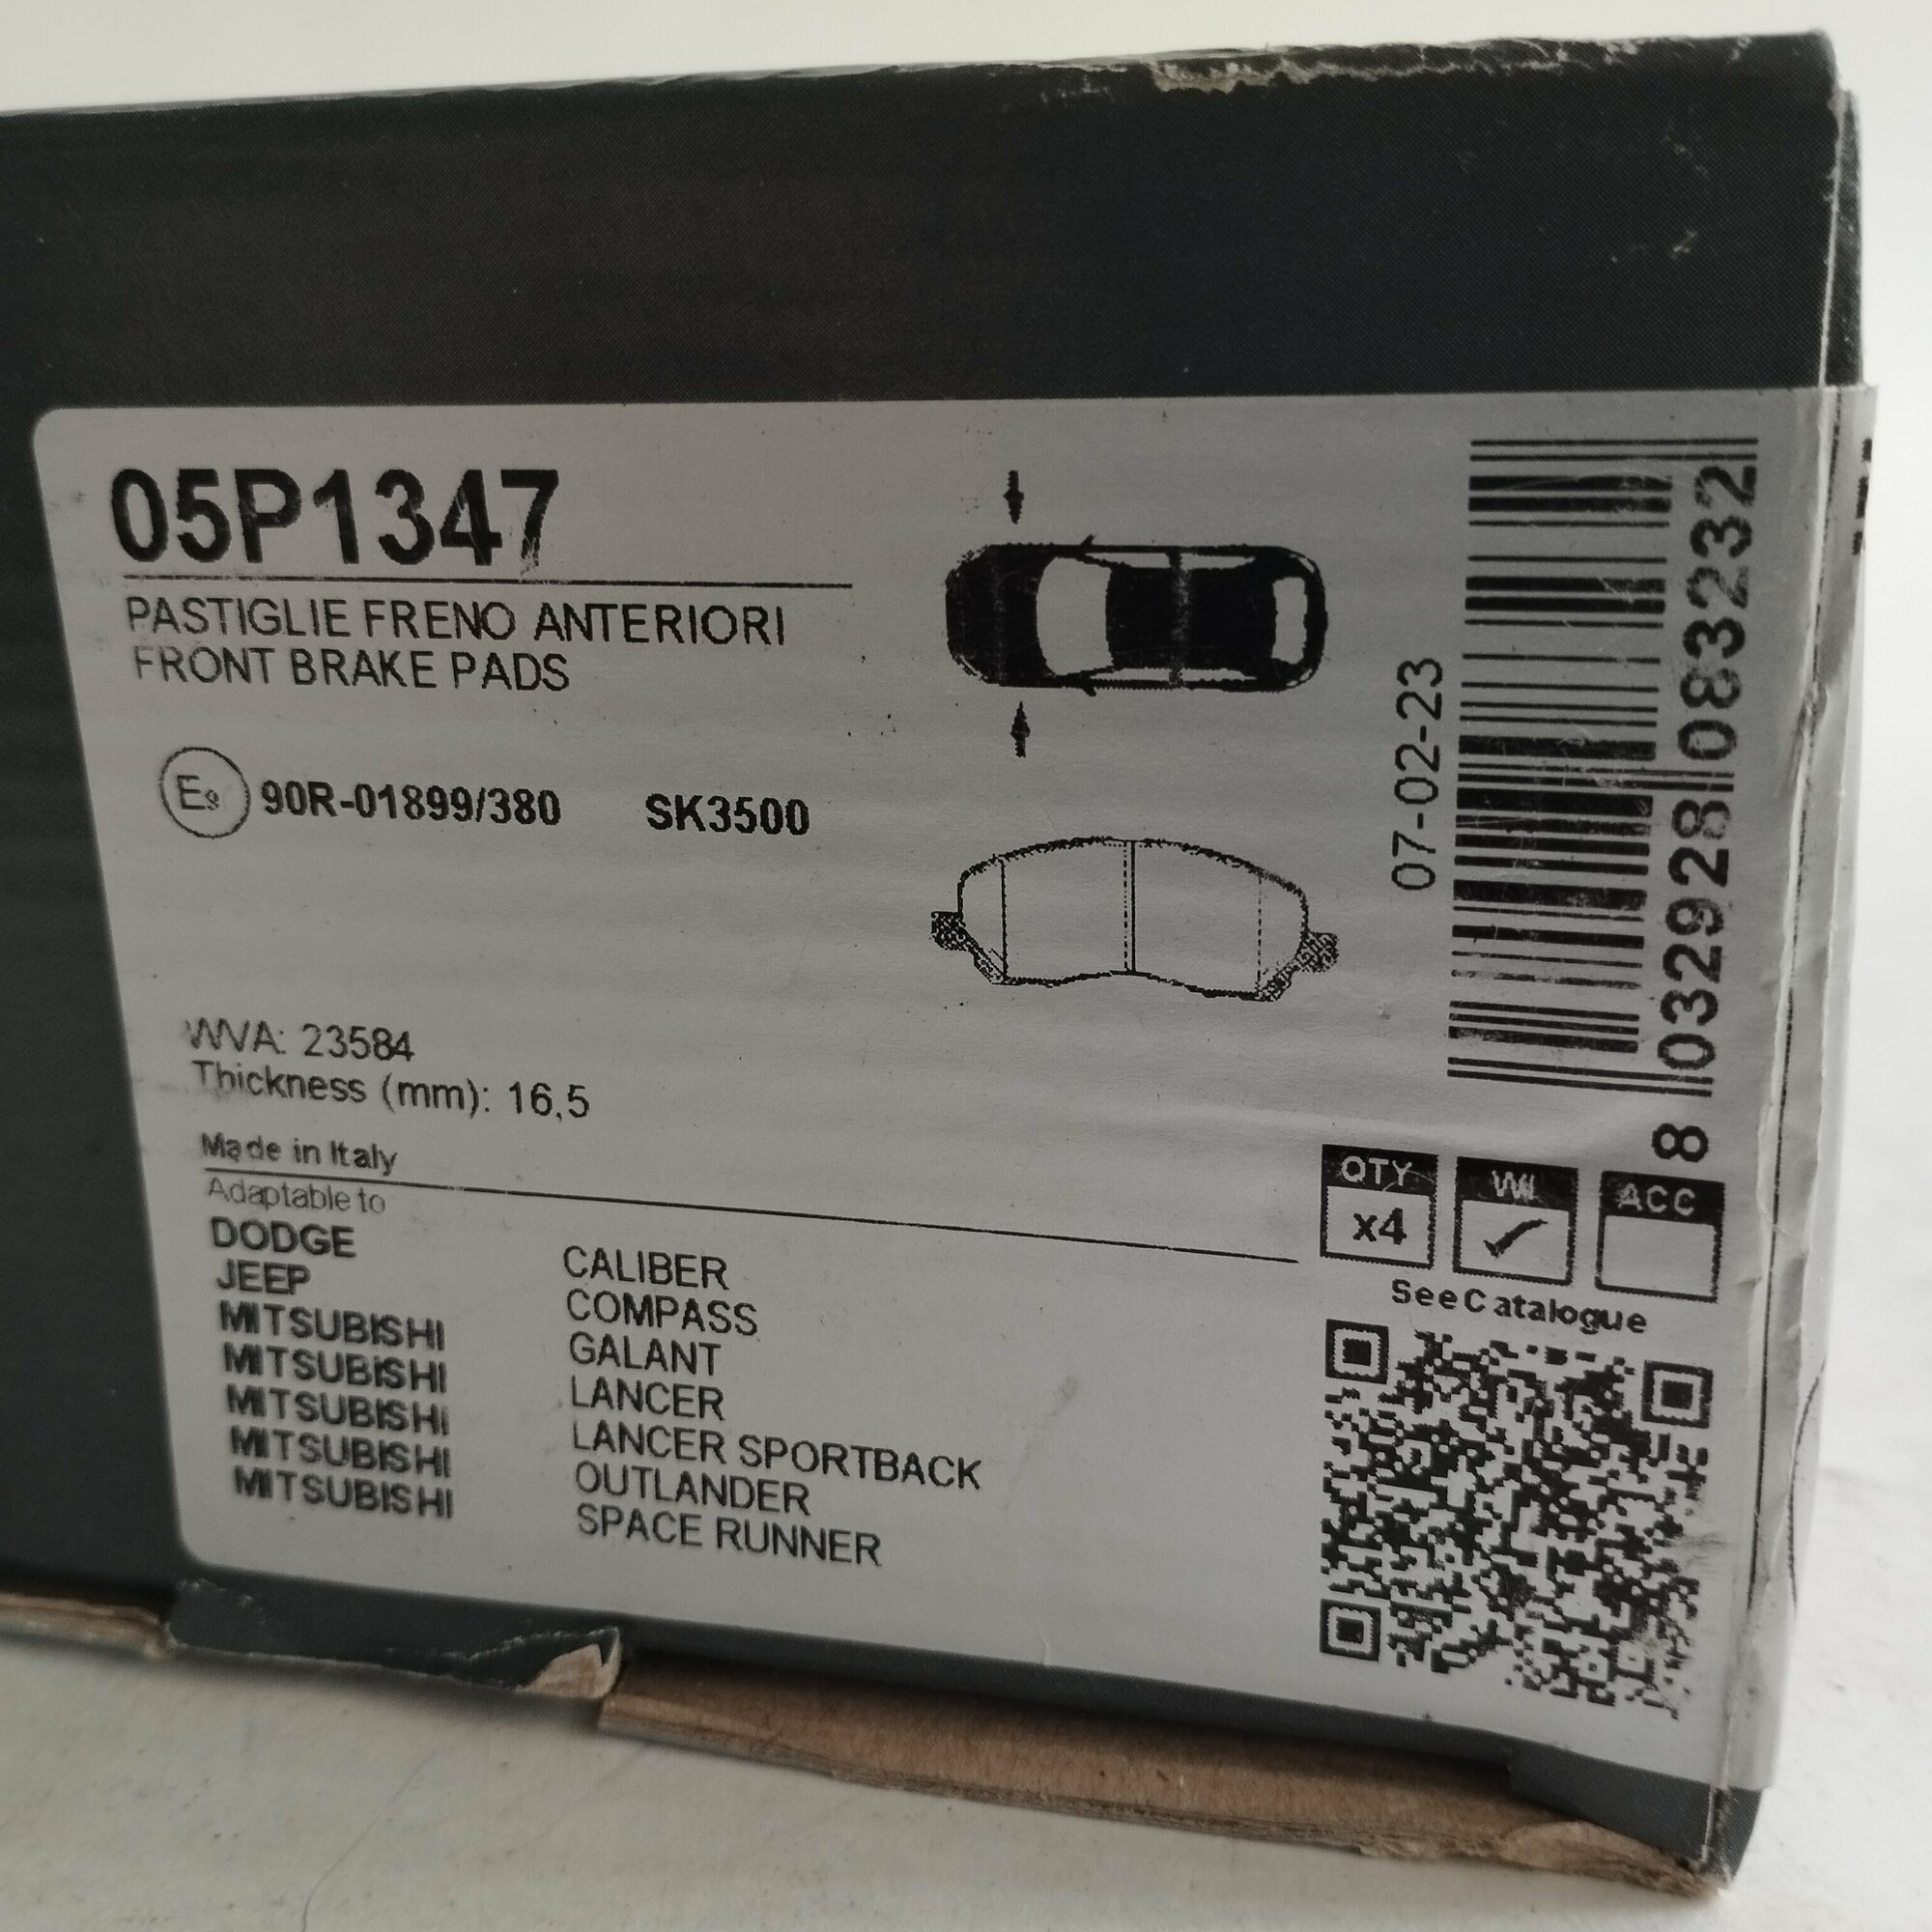 05P1347
PASTIGLIE FRENO ANTERIORI
FRONT BRAKE PADS
E9 90R-01899/380 SK3500
WVA: 23584
Thickness (mm): 16,5
Made in Italy
Adaptable to
DODGE CALIBER
JEEP COMPASS
MITSUBISHI GALANT
MITSUBISHI LANCER
MITSUBISHI LANCER SPORTBACK
MITSUBISHI OUTLANDER
MITSUBISHI SPACE RUNNER
07-02-23
8 032928 083232
QTY WI ACC
x4
See Catalogue